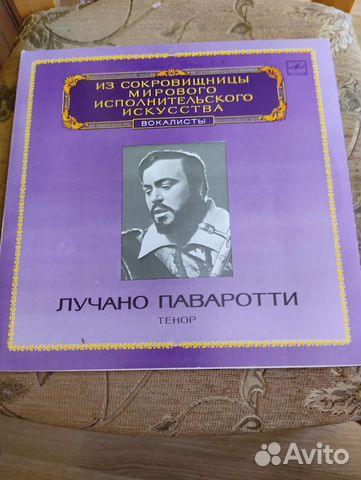 ИЗ СОКРОВИЩНИЦЫ
МИРОВОГО
ИСПОЛНИТЕЛЬСКОГО
ИСКУССТВА
ВОКАЛИСТЫ
ЛУЧАНО ПАВАРОТТИ
ТЕНОР
Avito